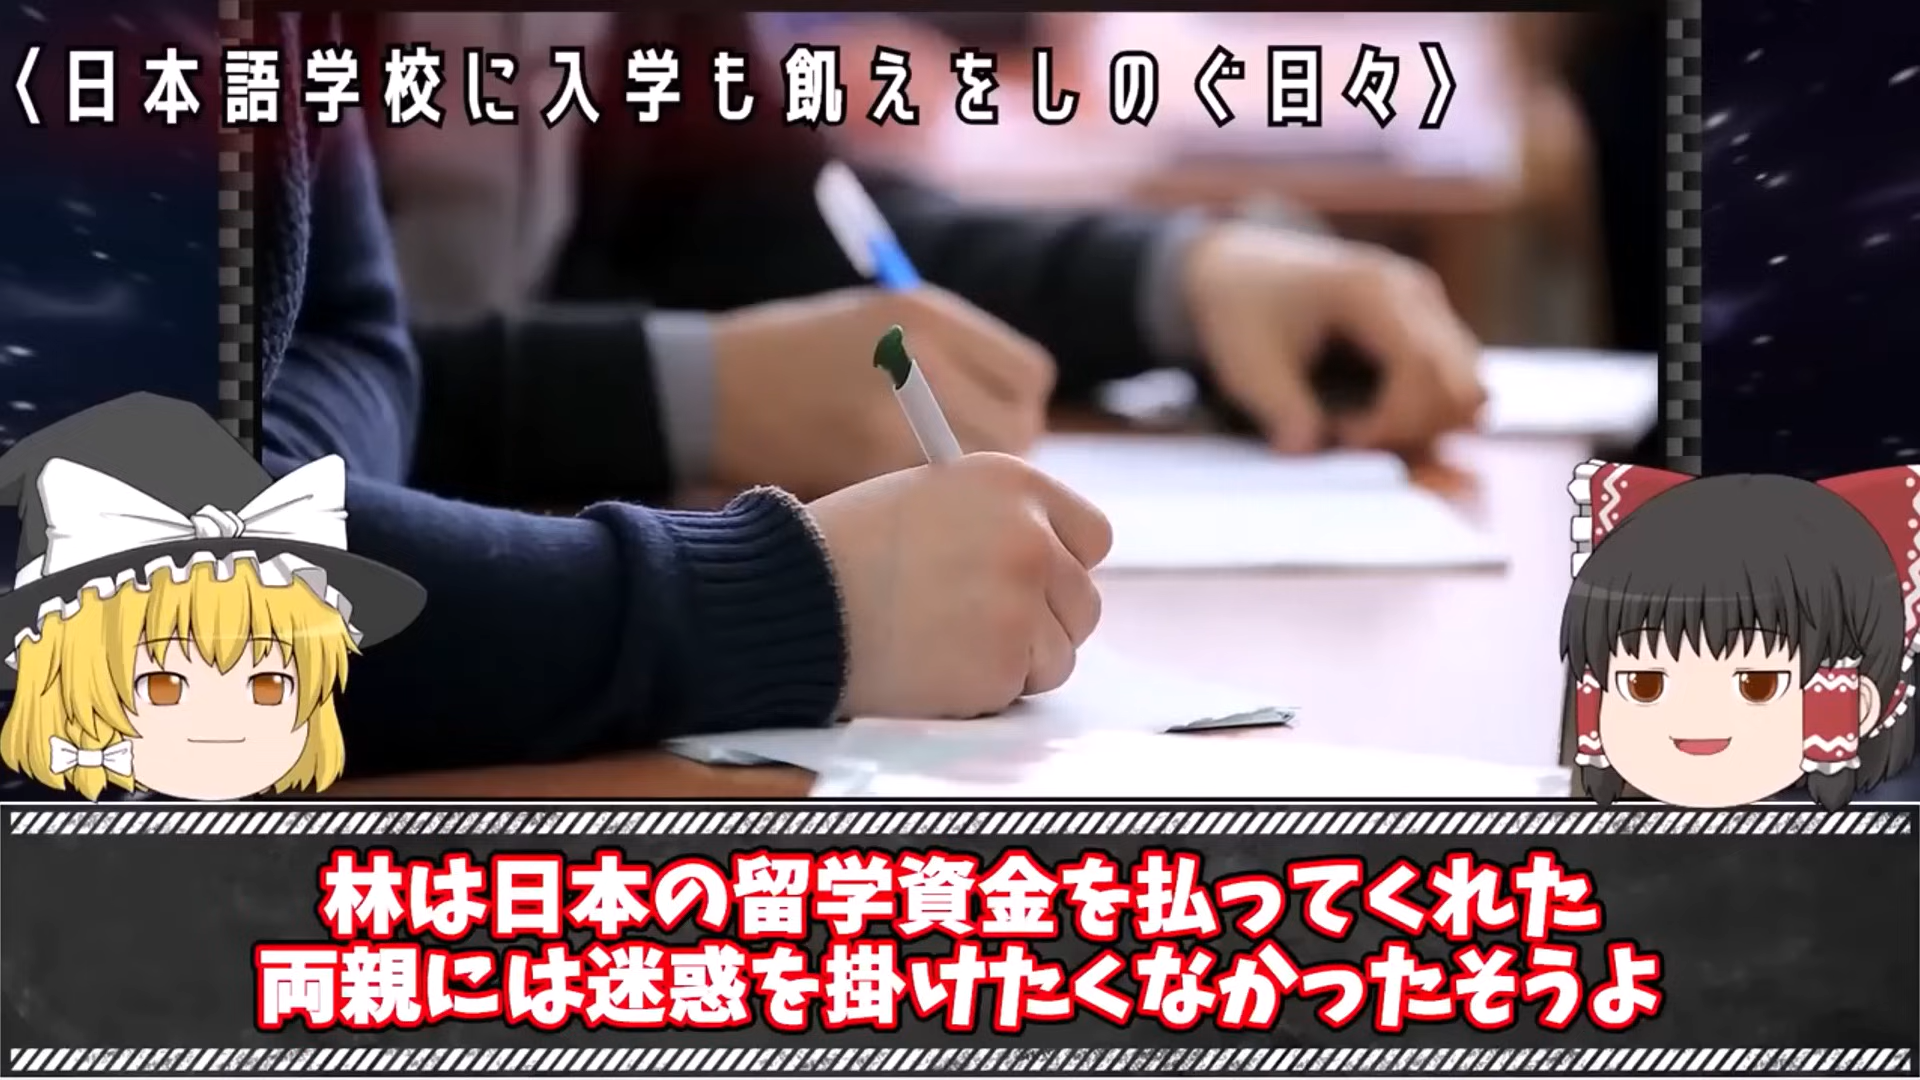 〈日本語学校に入学も飢えをしのぐ日々〉
林は日本の留学資金を払ってくれた
両親には迷惑を掛けたくなかったそうよ